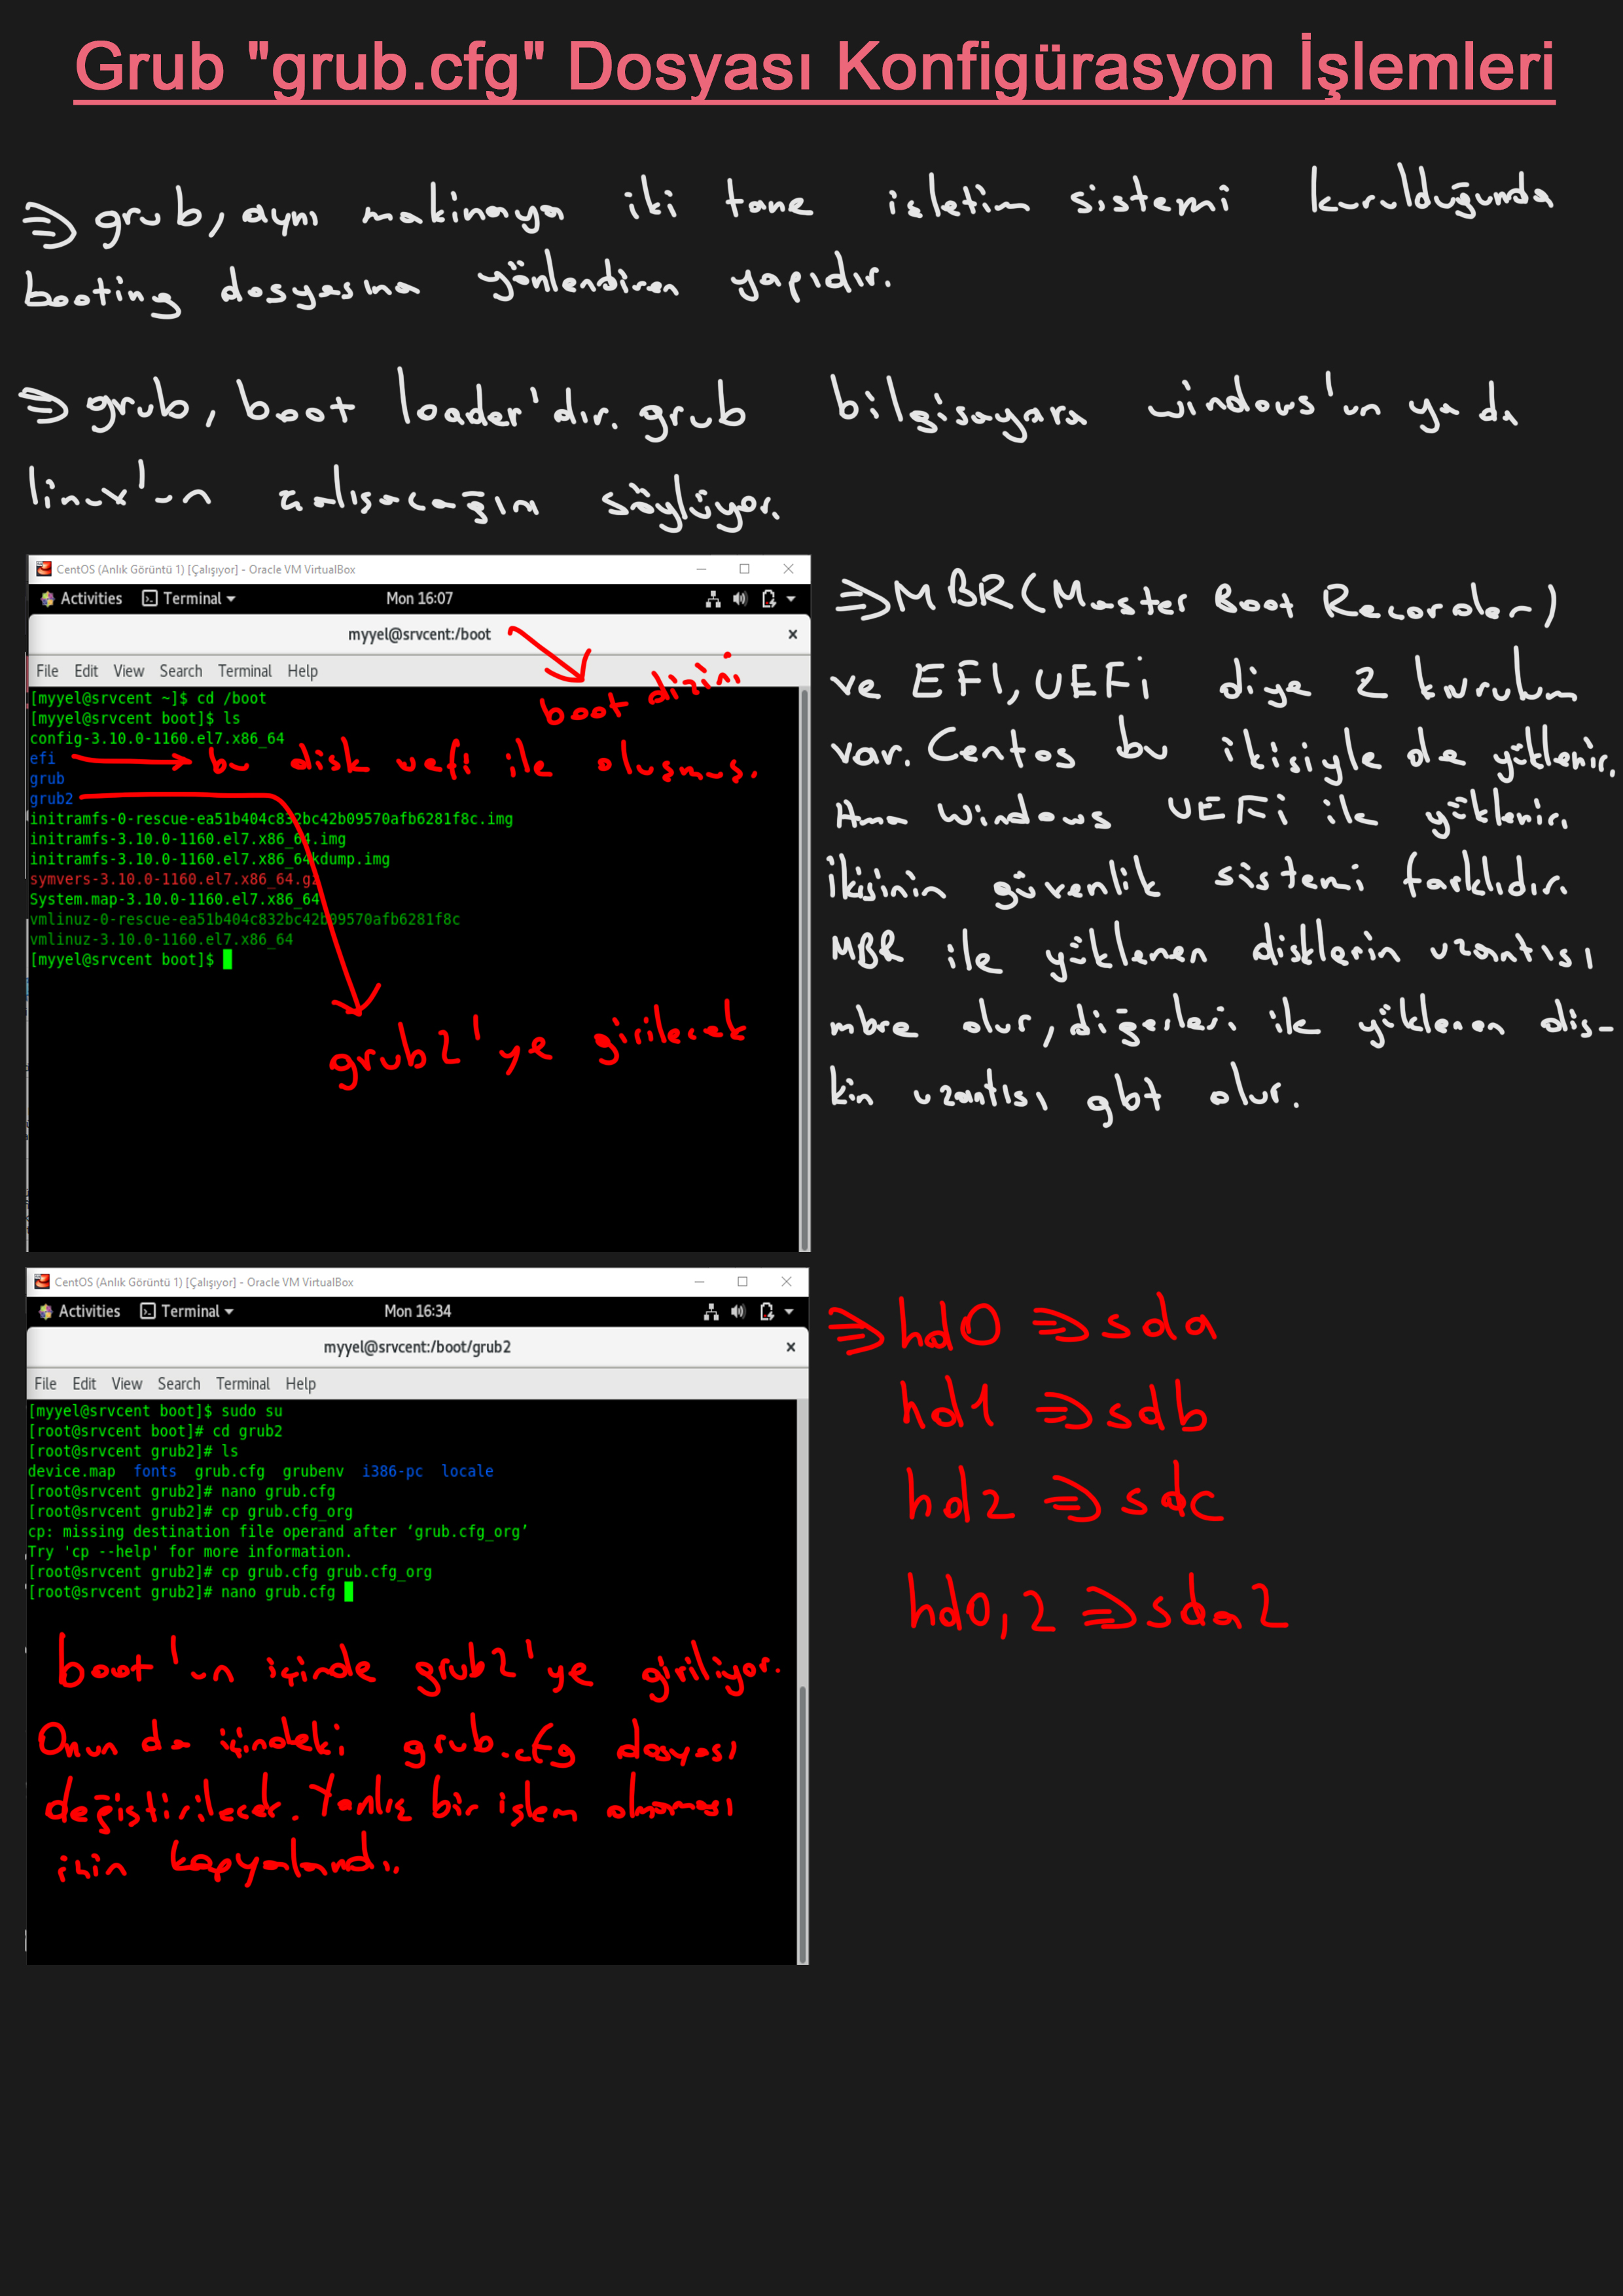 Grub "grub.cfg" Dosyası Konfigürasyon İşlemleri
⇒ grub, aynı makinaya iki tane işletim sistemi kurulduğunda
booting dosyasına yönlendiren yapıdır.
⇒ grub, boot loader'dır. grub bilgisayara windows'un ya da
linux'un çalışacağını söylüyor.
CentOS (Anlık Görüntü 1) [Çalışıyor] - Oracle VM VirtualBox
Activities Terminal Mon 16:07
myyel@srvcent:/boot
File Edit View Search Terminal Help
[myyel@srvcent ~]$ cd /boot
boot dizini
[myyel@srvcent boot]$ ls
config-3.10.0-1160.el7.x86_64
efi → bu disk uefi ile oluşmuş.
grub
grub2
initramfs-0-rescue-ea51b404c832bc42b09570afb6281f8c.img
initramfs-3.10.0-1160.el7.x86_64.img
initramfs-3.10.0-1160.el7.x86_64kdump.img
symvers-3.10.0-1160.el7.x86_64.gz
System.map-3.10.0-1160.el7.x86_64
vmlinuz-0-rescue-ea51b404c832bc42b09570afb6281f8c
vmlinuz-3.10.0-1160.el7.x86_64
[myyel@srvcent boot]$
grub2'ye girilecek
⇒ MBR (Master Boot Recorder)
ve EFI, UEFi diye 2 kurulum
var. Centos bu ikisiyle de yüklenir.
Ama Windows UEFi ile yüklenir.
İkisinin güvenlik sistemi farklıdır.
MBR ile yüklenen disklerin uzantısı
mbre olur, diğerleri ile yüklenen dis-
kin uzantısı gbt olur.
CentOS (Anlık Görüntü 1) [Çalışıyor] - Oracle VM VirtualBox
Activities Terminal Mon 16:34
myyel@srvcent:/boot/grub2
File Edit View Search Terminal Help
[myyel@srvcent boot]$ sudo su
[root@srvcent boot]# cd grub2
[root@srvcent grub2]# ls
device.map fonts grub.cfg grubenv i386-pc locale
[root@srvcent grub2]# nano grub.cfg
[root@srvcent grub2]# cp grub.cfg_org
cp: missing destination file operand after ‘grub.cfg_org’
Try 'cp --help' for more information.
[root@srvcent grub2]# cp grub.cfg grub.cfg_org
[root@srvcent grub2]# nano grub.cfg
boot'un içinde grub2'ye giriliyor.
Onun da içindeki grub.cfg dosyası
değiştirilecek. Yanlış bir işlem olmaması
için kopyalandı.
⇒ hd0 ⇒ sda
hd1 ⇒ sdb
hd2 ⇒ sdc
hd0,2 ⇒ sda2